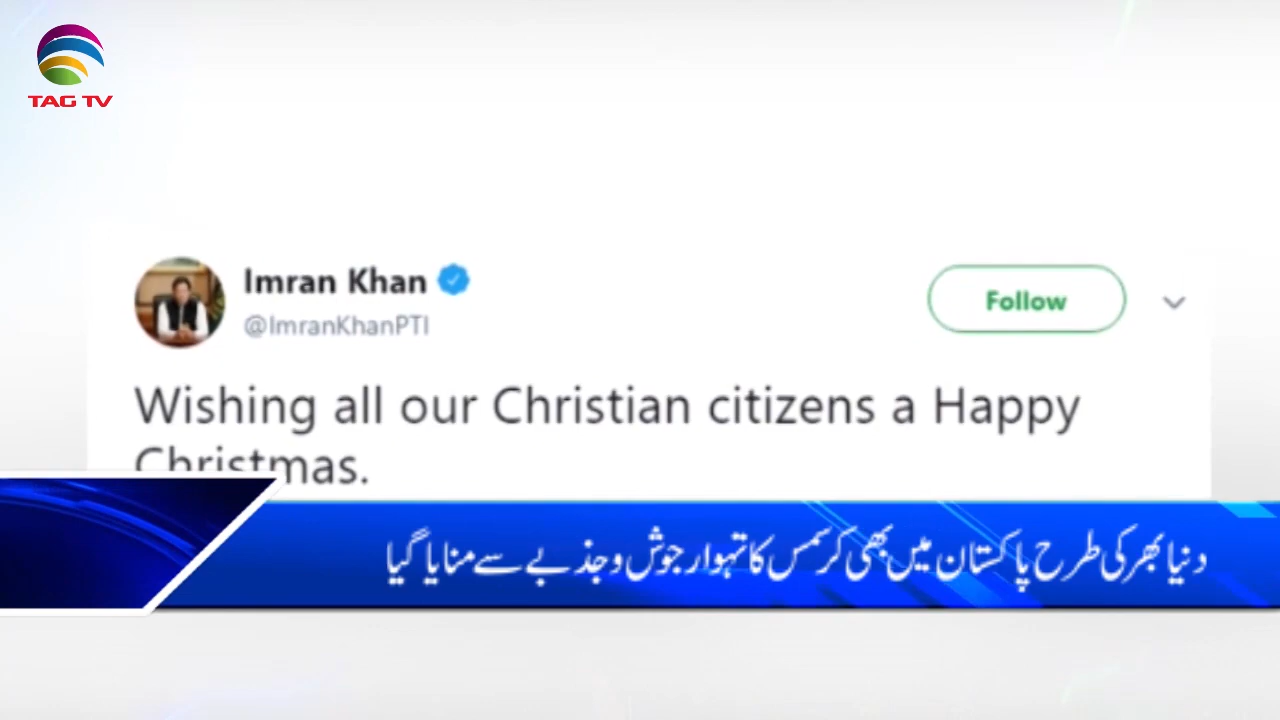 TAG TV
Imran Khan
@ImranKhanPTI
Follow
Wishing all our Christian citizens a Happy
Christmas.
دنیا بھر کی طرح پاکستان میں بھی کرسمس کا تہوار جوش و جذبے سے منایا گیا